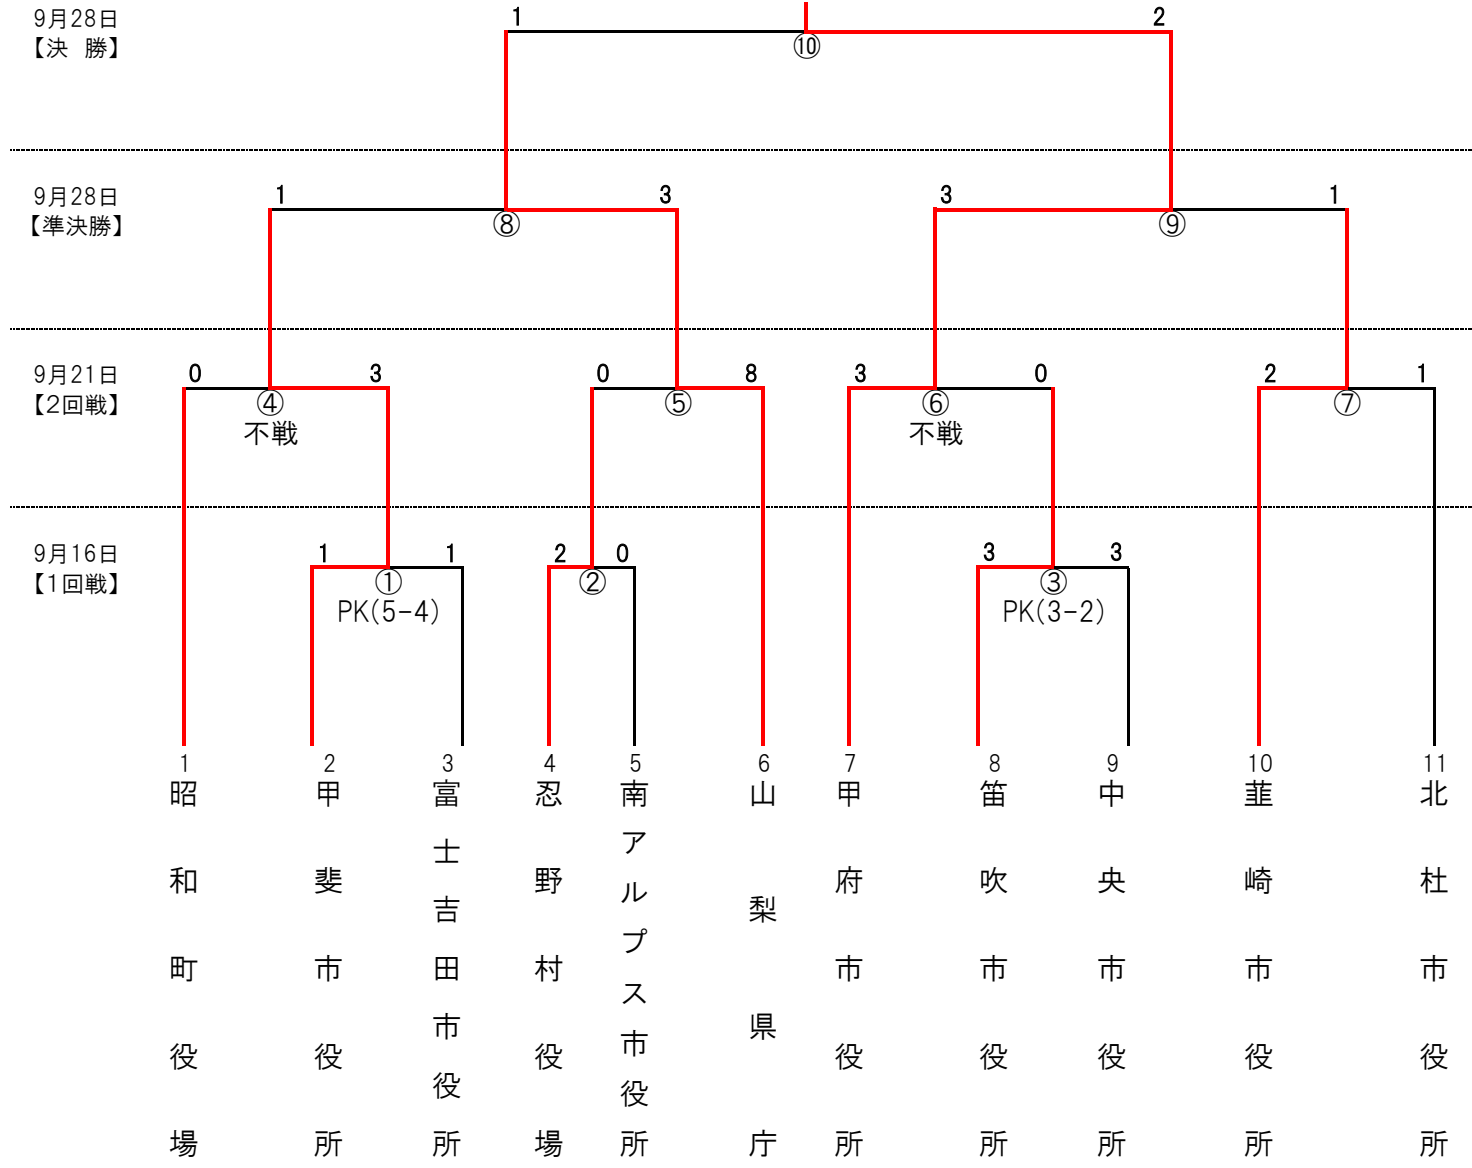 9月28日
【決 勝】
1
2
⑩
9月28日
【準決勝】
1
3
3
1
⑧
⑨
9月21日
【2回戦】
0
3
0
8
3
0
2
1
④
⑤
⑥
⑦
不戦
不戦
9月16日
【1回戦】
1
1
2
0
3
3
①
②
③
PK(5-4)
PK(3-2)
1
2
3
4
5
6
7
8
9
10
11
昭和町役場
甲斐市役所
富士吉田市役所
忍野村役場
南アルプス市役所
山梨県庁
甲府市役所
笛吹市役所
中央市役所
韮崎市役所
北杜市役所